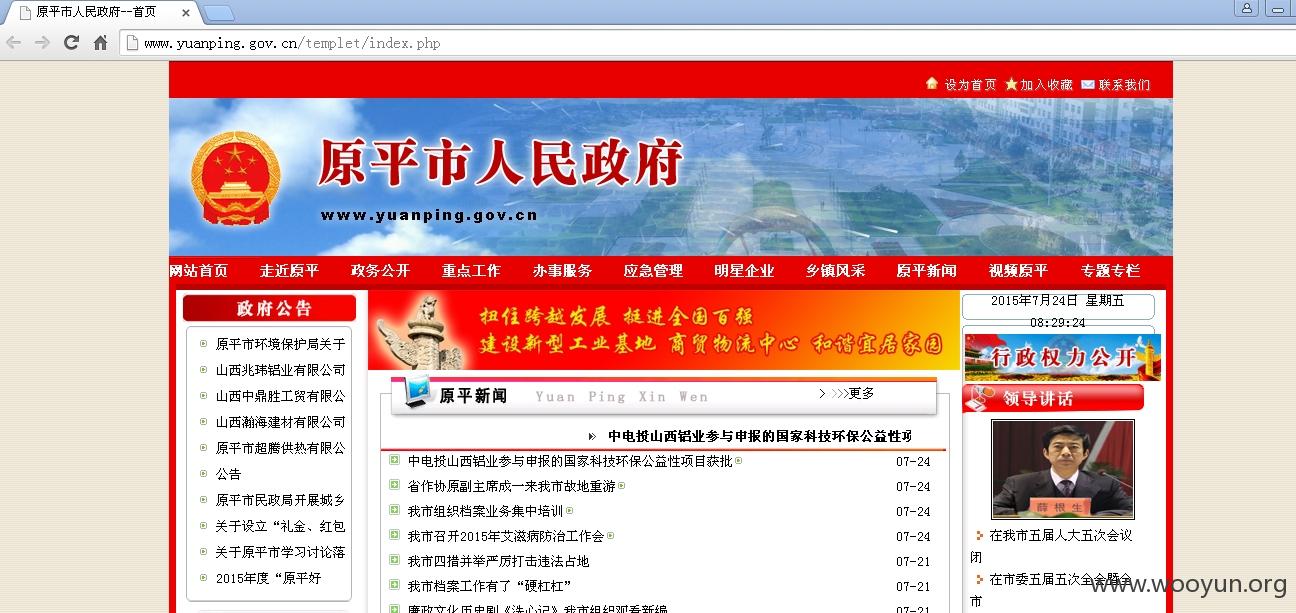 原平市人民政府--首页
www.yuanping.gov.cn/templet/index.php
设为首页 加入收藏 联系我们
原平市人民政府
www.yuanping.gov.cn
网站首页 走近原平 政务公开 重点工作 办事服务 应急管理 明星企业 乡镇风采 原平新闻 视频原平 专题专栏
政府公告
原平市环境保护局关于
山西兆玮铝业有限公司
山西中鼎胜工贸有限公
山西瀚海建材有限公司
原平市超腾供热有限公
公告
原平市民政局开展城乡
关于设立“礼金、红包
关于原平市学习讨论落
2015年度“原平好
扭住跨越发展 挺进全国百强
建设新型工业基地 商贸物流中心 和谐宜居家园
原平新闻 Yuan Ping Xin Wen >>>>更多
中电投山西铝业参与申报的国家科技环保公益性项
中电投山西铝业参与申报的国家科技环保公益性项目获批 07-24
省作协原副主席成一来我市故地重游 07-24
我市组织档案业务集中培训 07-24
我市召开2015年艾滋病防治工作会 07-24
我市四措并举严厉打击违法占地 07-21
我市档案工作有了“硬杠杠” 07-21
廉政文化历史剧《洗心记》我市组织观看新编 07-21
2015年7月24日 星期五
08:29:24
行政权力公开
领导讲话
薛根生
在我市五届人大五次会议
闭
在市委五届五次全会暨全
市
www.wooyun.org